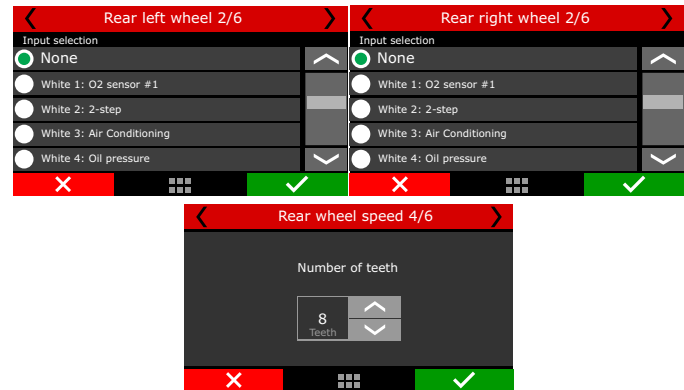 Rear left wheel 2/6
Input selection
None
White 1: O2 sensor #1
White 2: 2-step
White 3: Air Conditioning
White 4: Oil pressure
Rear right wheel 2/6
Input selection
None
White 1: O2 sensor #1
White 2: 2-step
White 3: Air Conditioning
White 4: Oil pressure
Rear wheel speed 4/6
Number of teeth
8
Teeth